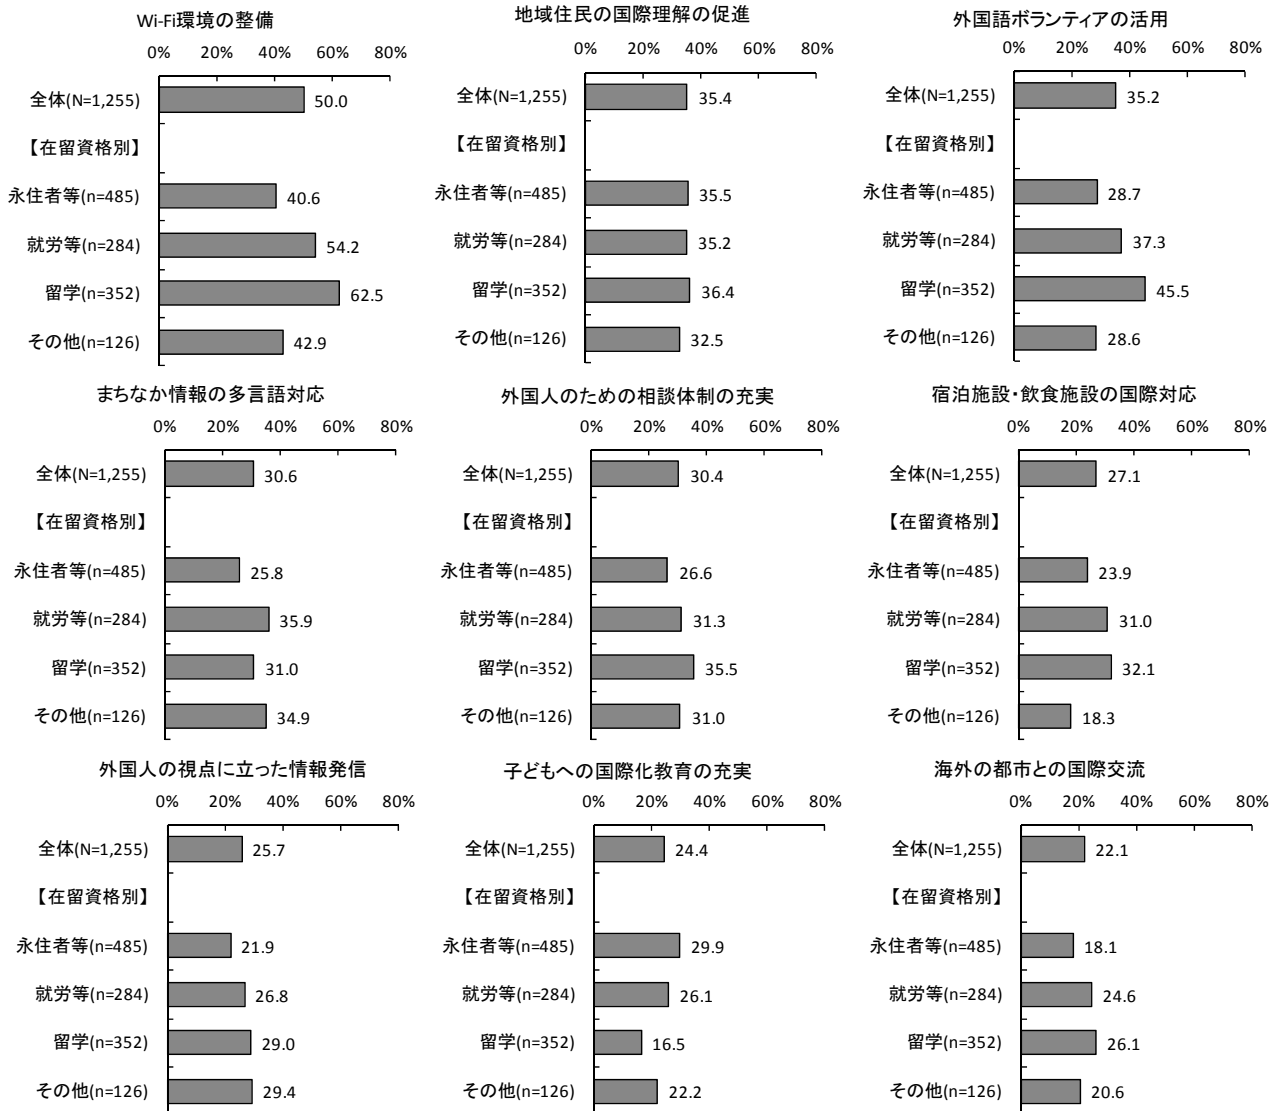 Wi-Fi環境の整備
0% 20% 40% 60% 80%
全体(N=1,255) 50.0
【在留資格別】
永住者等(n=485) 40.6
就労等(n=284) 54.2
留学(n=352) 62.5
その他(n=126) 42.9
地域住民の国際理解の促進
0% 20% 40% 60% 80%
全体(N=1,255) 35.4
【在留資格別】
永住者等(n=485) 35.5
就労等(n=284) 35.2
留学(n=352) 36.4
その他(n=126) 32.5
外国語ボランティアの活用
0% 20% 40% 60% 80%
全体(N=1,255) 35.2
【在留資格別】
永住者等(n=485) 28.7
就労等(n=284) 37.3
留学(n=352) 45.5
その他(n=126) 28.6
まちなか情報の多言語対応
0% 20% 40% 60% 80%
全体(N=1,255) 30.6
【在留資格別】
永住者等(n=485) 25.8
就労等(n=284) 35.9
留学(n=352) 31.0
その他(n=126) 34.9
外国人のための相談体制の充実
0% 20% 40% 60% 80%
全体(N=1,255) 30.4
【在留資格別】
永住者等(n=485) 26.6
就労等(n=284) 31.3
留学(n=352) 35.5
その他(n=126) 31.0
宿泊施設・飲食施設の国際対応
0% 20% 40% 60% 80%
全体(N=1,255) 27.1
【在留資格別】
永住者等(n=485) 23.9
就労等(n=284) 31.0
留学(n=352) 32.1
その他(n=126) 18.3
外国人の視点に立った情報発信
0% 20% 40% 60% 80%
全体(N=1,255) 25.7
【在留資格別】
永住者等(n=485) 21.9
就労等(n=284) 26.8
留学(n=352) 29.0
その他(n=126) 29.4
子どもへの国際化教育の充実
0% 20% 40% 60% 80%
全体(N=1,255) 24.4
【在留資格別】
永住者等(n=485) 29.9
就労等(n=284) 26.1
留学(n=352) 16.5
その他(n=126) 22.2
海外の都市との国際交流
0% 20% 40% 60% 80%
全体(N=1,255) 22.1
【在留資格別】
永住者等(n=485) 18.1
就労等(n=284) 24.6
留学(n=352) 26.1
その他(n=126) 20.6